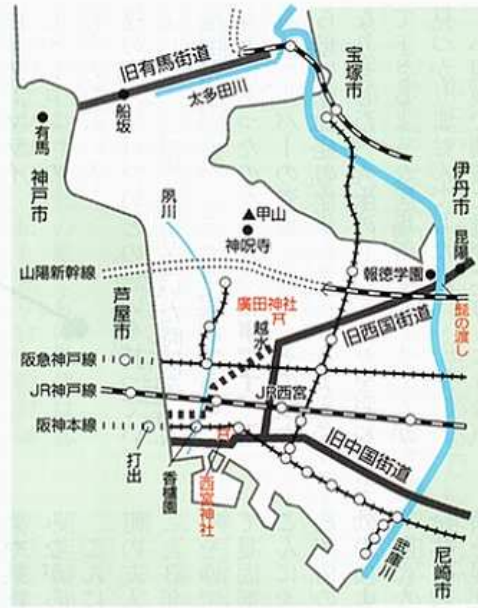 宝塚市
旧有馬街道
太多田川
船坂
有馬
神戸市
伊丹市
昆陽
夙川
甲山
神呪寺
報徳学園
山陽新幹線
髭の渡し
廣田神社
旧西国街道
芦屋市
越水
阪急神戸線
JR西宮
JR神戸線
阪神本線
旧中国街道
打出
香櫨園
西宮神社
武庫川
尼崎市